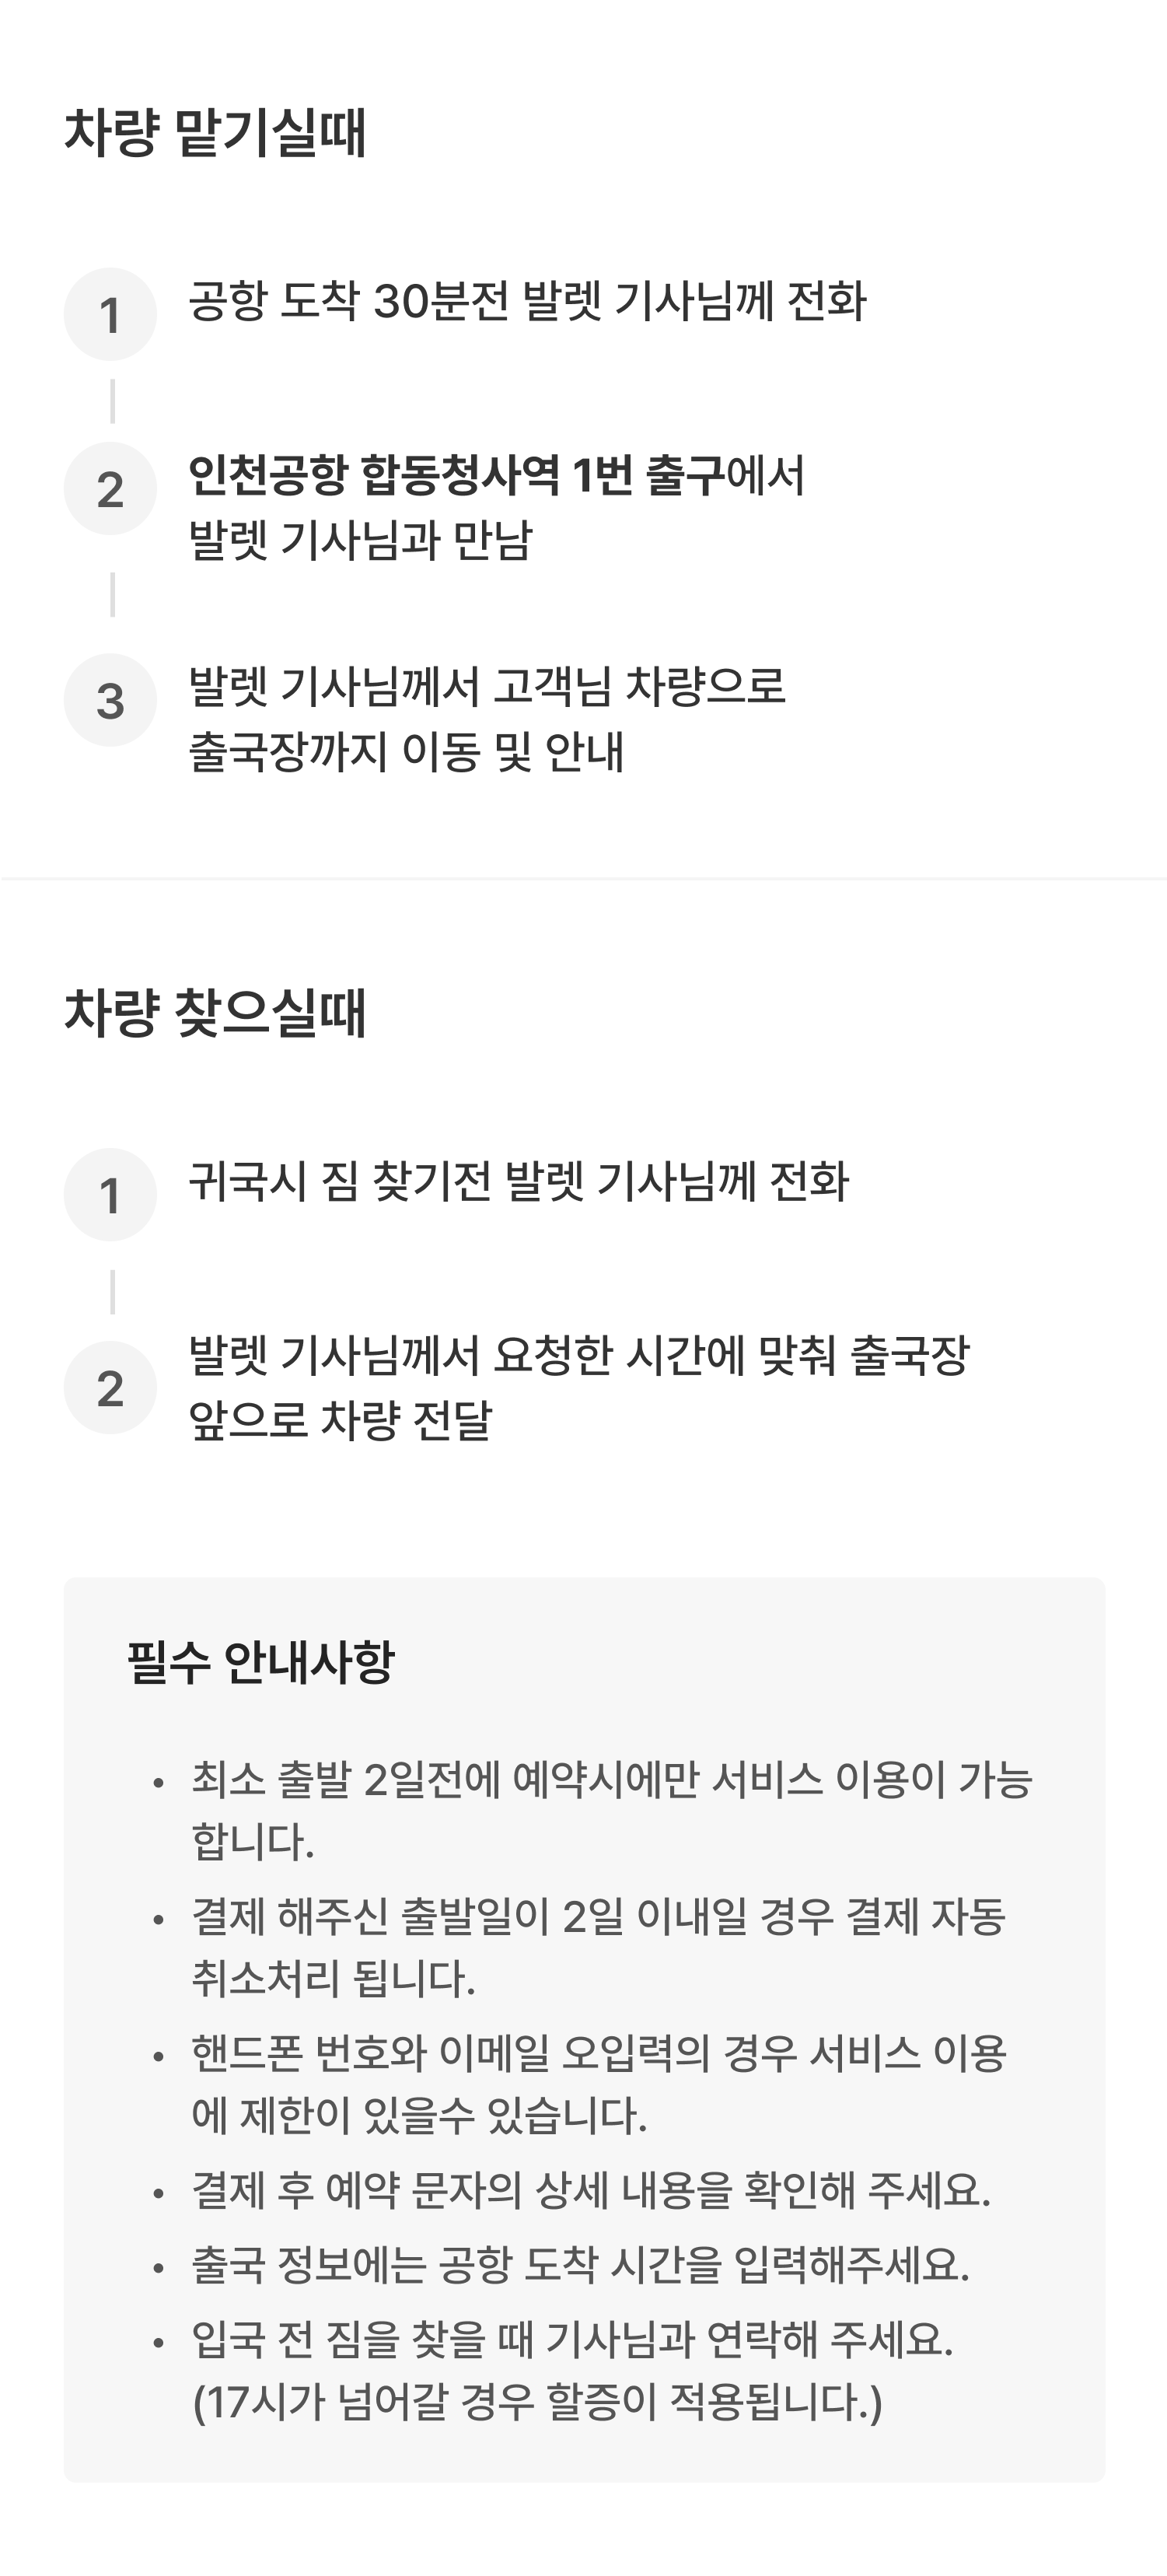 차량 맡기실때
1
공항 도착 30분전 발렛 기사님께 전화
2
인천공항 합동청사역 1번 출구에서
발렛 기사님과 만남
3
발렛 기사님께서 고객님 차량으로
출국장까지 이동 및 안내
차량 찾으실때
1
귀국시 짐 찾기전 발렛 기사님께 전화
2
발렛 기사님께서 요청한 시간에 맞춰 출국장
앞으로 차량 전달
필수 안내사항
• 최소 출발 2일전에 예약시에만 서비스 이용이 가능
합니다.
• 결제 해주신 출발일이 2일 이내일 경우 결제 자동
취소처리 됩니다.
• 핸드폰 번호와 이메일 오입력의 경우 서비스 이용
에 제한이 있을수 있습니다.
• 결제 후 예약 문자의 상세 내용을 확인해 주세요.
• 출국 정보에는 공항 도착 시간을 입력해주세요.
• 입국 전 짐을 찾을 때 기사님과 연락해 주세요.
(17시가 넘어갈 경우 할증이 적용됩니다.)